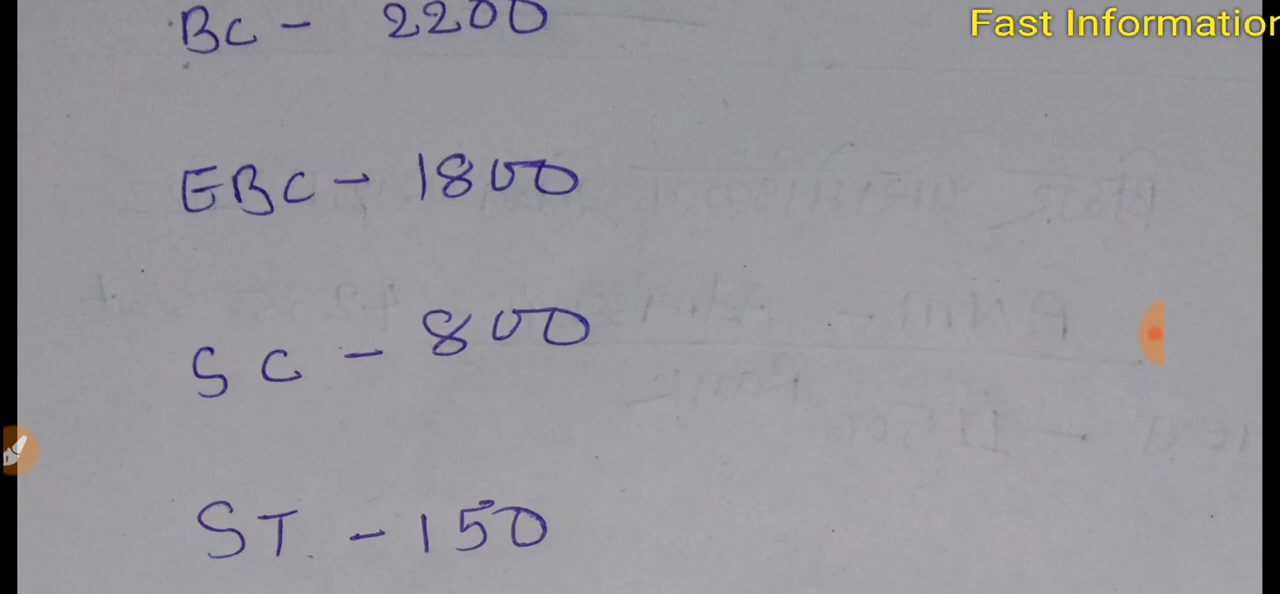 Fast Information
BC - 2200
EBC - 1800
SC - 800
ST - 150